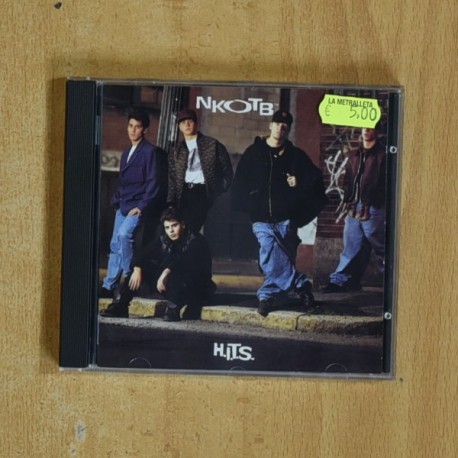 NKOTB
LA METRALLETA
€ 5,00
H.I.T.S.